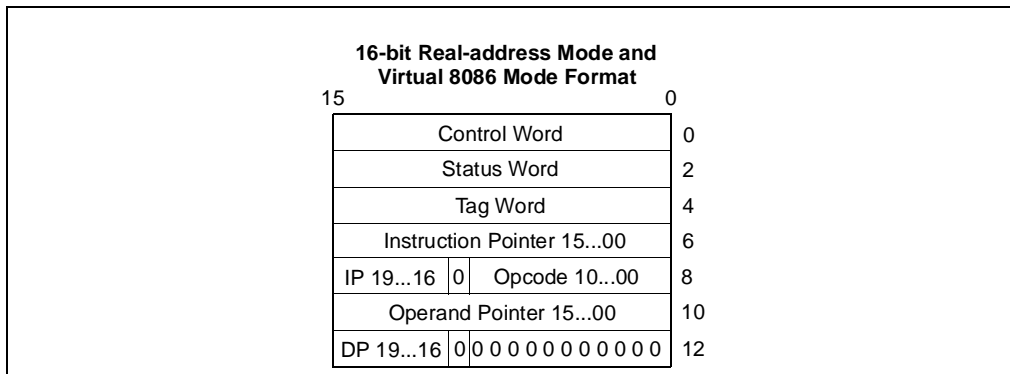 16-bit Real-address Mode and
Virtual 8086 Mode Format
15 0
Control Word 0
Status Word 2
Tag Word 4
Instruction Pointer 15...00 6
IP 19...16 0 Opcode 10...00 8
Operand Pointer 15...00 10
DP 19...16 0 0 0 0 0 0 0 0 0 0 0 0 12